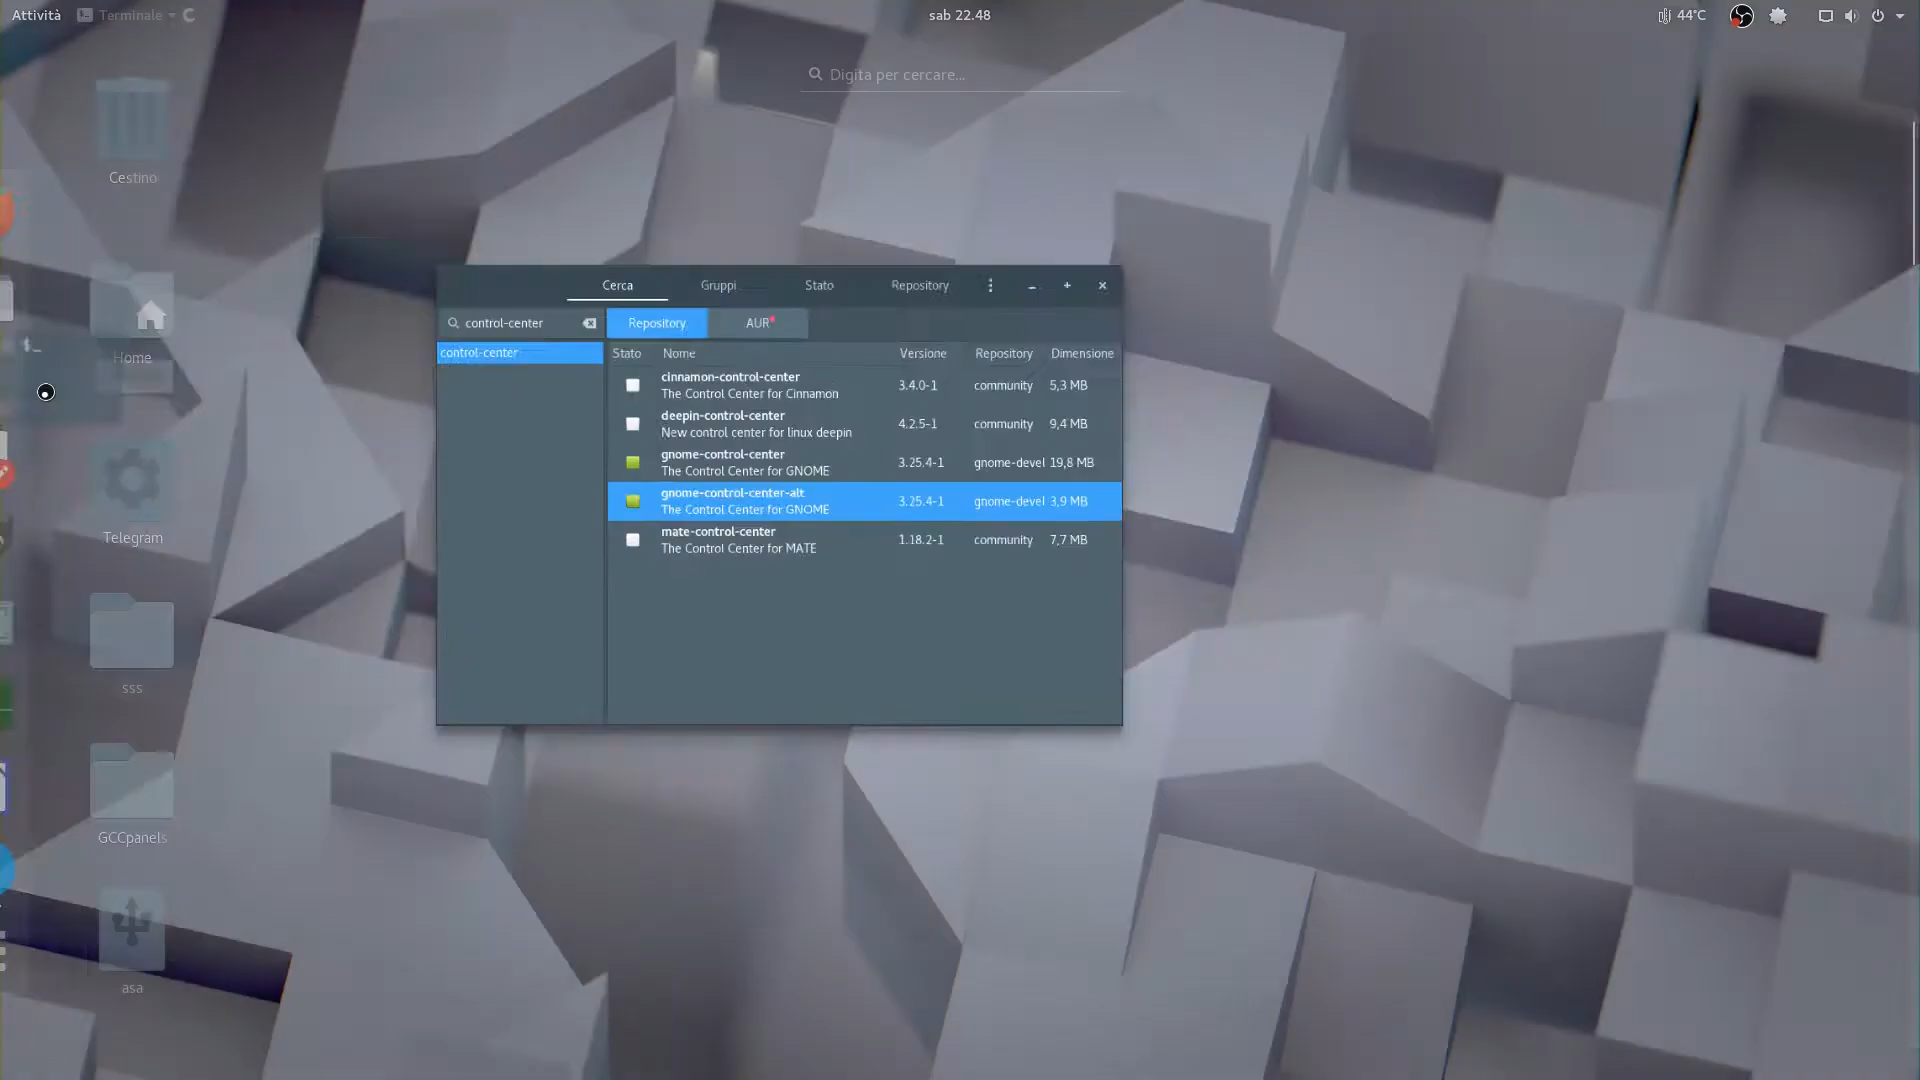 Attività
Terminale
sab 22.48
44°C
Digita per cercare...
Cestino
Home
Telegram
sss
GCCpanels
asa
Cerca
Gruppi
Stato
Repository
control-center
Repository
AUR
control-center
Stato Nome Versione Repository Dimensione
cinnamon-control-center
The Control Center for Cinnamon
3.4.0-1 community 5,3 MB
deepin-control-center
New control center for linux deepin
4.2.5-1 community 9,4 MB
gnome-control-center
The Control Center for GNOME
3.25.4-1 gnome-devel 19,8 MB
gnome-control-center-alt
The Control Center for GNOME
3.25.4-1 gnome-devel 3,9 MB
mate-control-center
The Control Center for MATE
1.18.2-1 community 7,7 MB